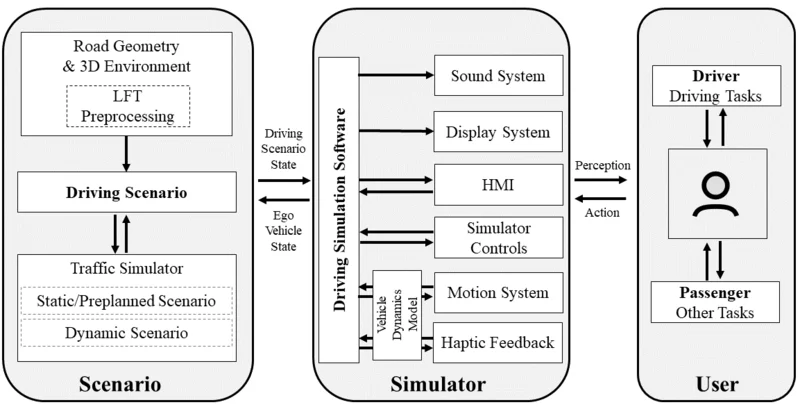 Road Geometry
& 3D Environment
LFT
Preprocessing
Driving Scenario
Traffic Simulator
Static/Preplanned Scenario
Dynamic Scenario
Scenario
Driving
Scenario
State
Ego
Vehicle
State
Driving Simulation Software
Sound System
Display System
HMI
Simulator
Controls
Vehicle
Dynamics
Model
Motion System
Haptic Feedback
Simulator
Perception
Action
Driver
Driving Tasks
Passenger
Other Tasks
User